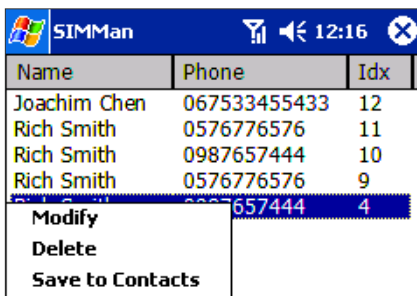 SIMMan 12:16
Name Phone Idx
Joachim Chen 067533455433 12
Rich Smith 0576776576 11
Rich Smith 0987657444 10
Rich Smith 0576776576 9
7657444 4
Modify
Delete
Save to Contacts